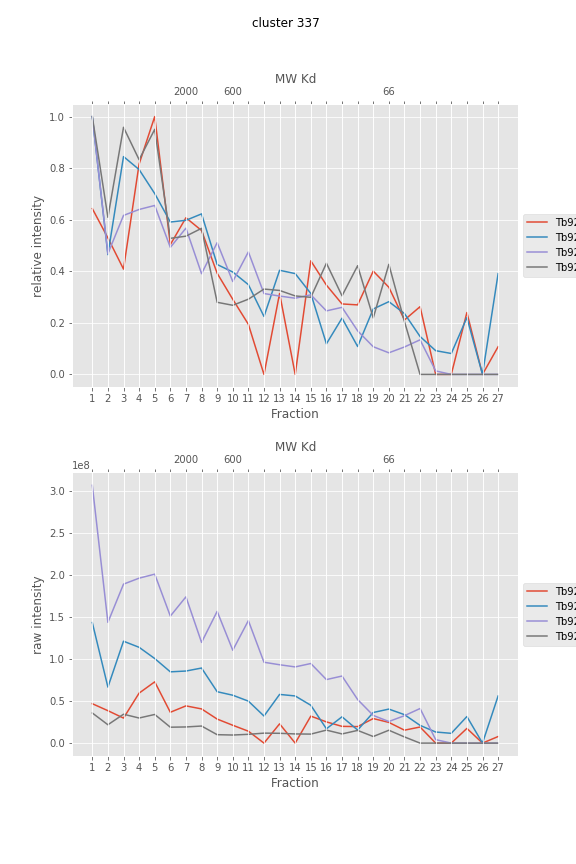 cluster 337
MW Kd
2000 600 66
1.0
0.8
0.6
0.4
0.2
0.0
relative intensity
Tb92
Tb92
Tb92
Tb92
1 2 3 4 5 6 7 8 9 10 11 12 13 14 15 16 17 18 19 20 21 22 23 24 25 26 27
Fraction
MW Kd
2000 600 66
1e8
3.0
2.5
2.0
1.5
1.0
0.5
0.0
raw intensity
Tb92
Tb92
Tb92
Tb92
1 2 3 4 5 6 7 8 9 10 11 12 13 14 15 16 17 18 19 20 21 22 23 24 25 26 27
Fraction